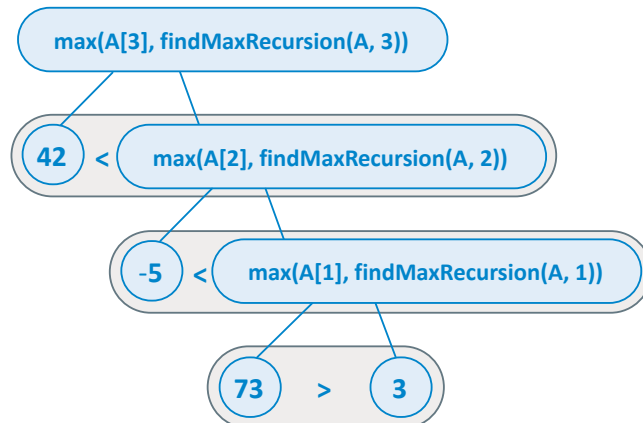 max(A[3], findMaxRecursion(A, 3))
42 < max(A[2], findMaxRecursion(A, 2))
-5 < max(A[1], findMaxRecursion(A, 1))
73 > 3